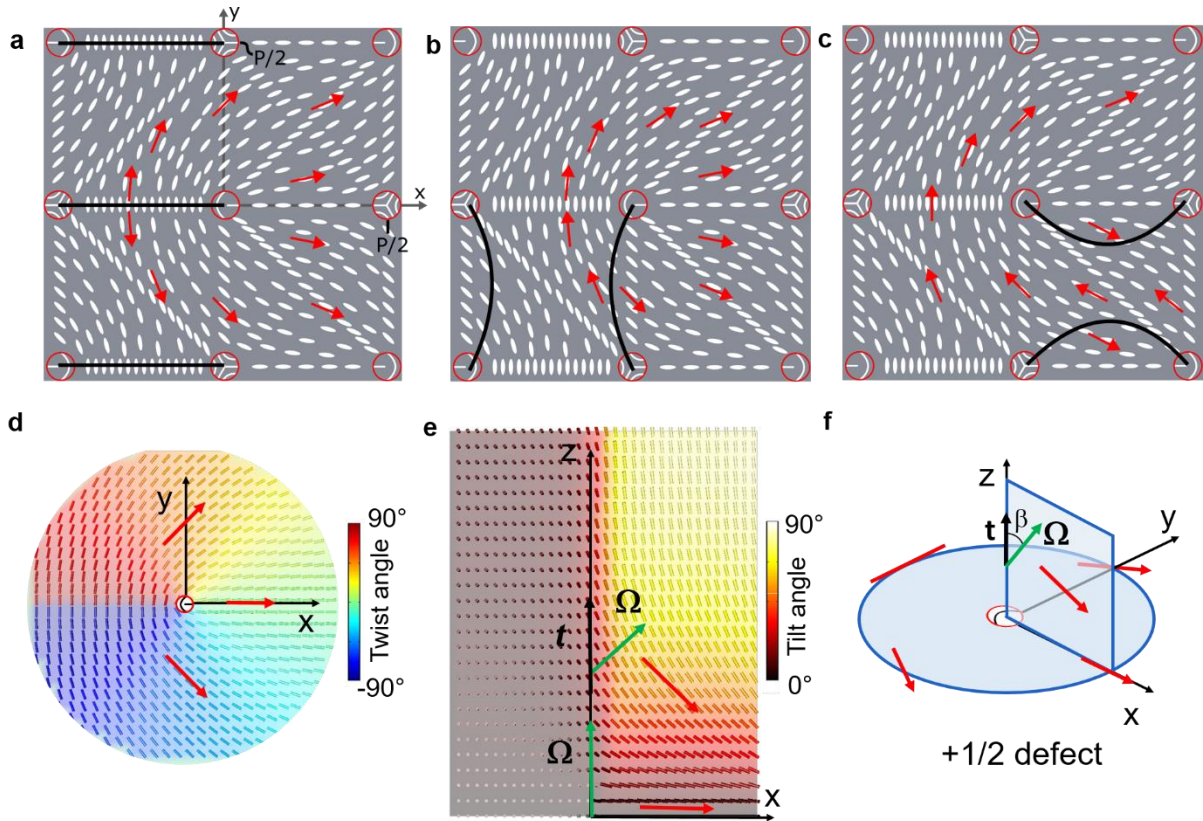 a
y
P/2
x
P/2
b
c
d
y
x
90°
Twist angle
-90°
e
z
Ω
t
Ω
x
90°
Tilt angle
0°
f
z
t
β
Ω
y
x
+1/2 defect